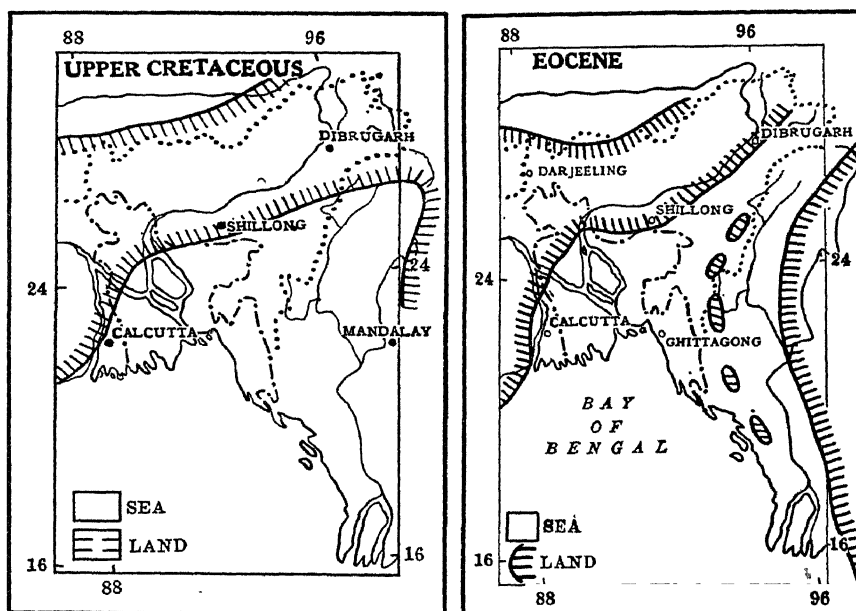 88
96
UPPER CRETACEOUS
DIBRUGARH
SHILLONG
24
24
CALCUTTA
MANDALAY
SEA
LAND
16
16
88
88
96
EOCENE
DIBRUGARH
DARJEELING
SHILLONG
24
24
CALCUTTA
GHITTAGONG
BAY
OF
BENGAL
SEA
LAND
16
16
88
96